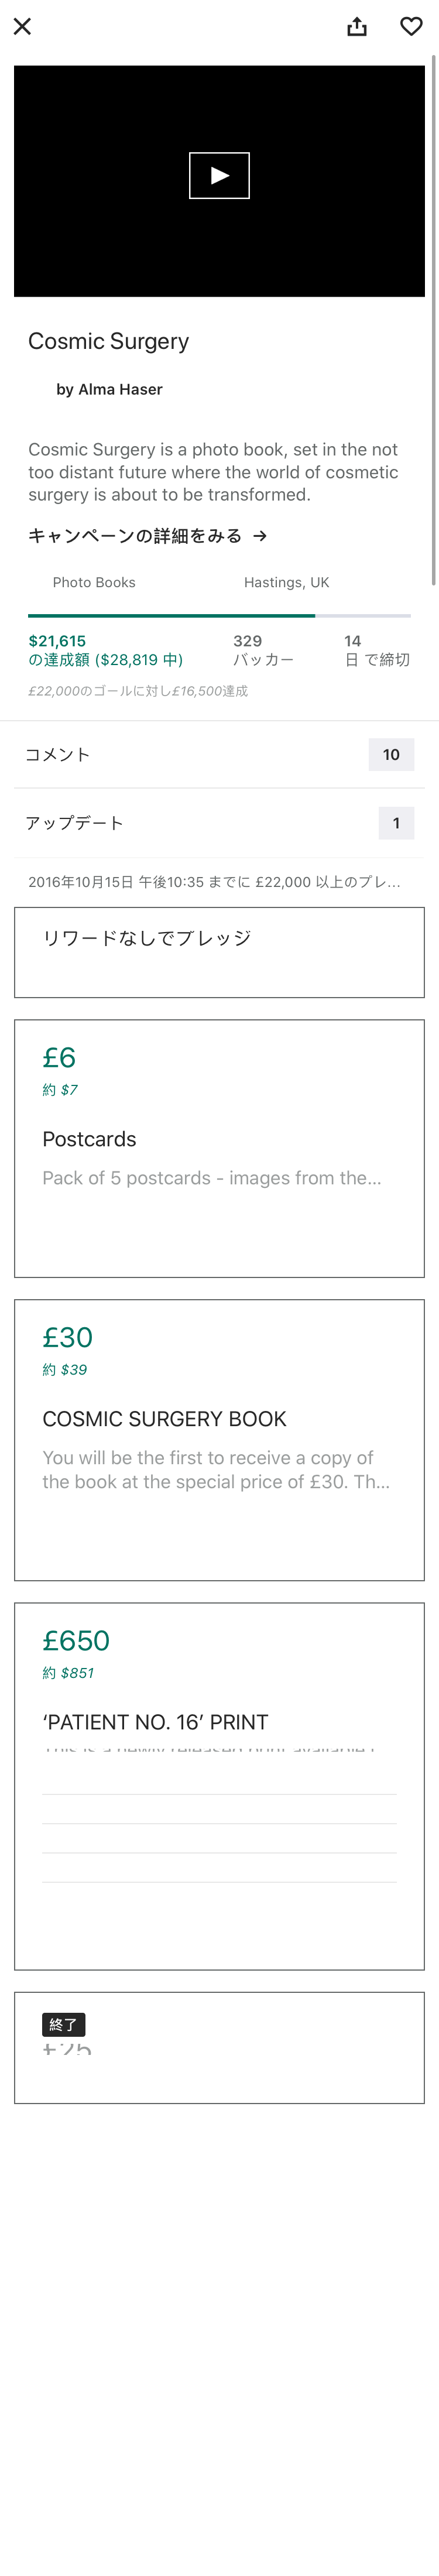 Cosmic Surgery
by Alma Haser
Cosmic Surgery is a photo book, set in the not
too distant future where the world of cosmetic
surgery is about to be transformed.
キャンペーンの詳細をみる →
Photo Books
Hastings, UK
$21,615
の達成額 ($28,819 中)
329
バッカー
14
日 で締切
£22,000のゴールに対し£16,500達成
コメント
10
アップデート
1
2016年10月15日 午後10:35 までに £22,000 以上のプレ…
リワードなしでプレッジ
£6
約 $7
Postcards
Pack of 5 postcards - images from the…
£30
約 $39
COSMIC SURGERY BOOK
You will be the first to receive a copy of
the book at the special price of £30. Th…
£650
約 $851
‘PATIENT NO. 16’ PRINT
終了